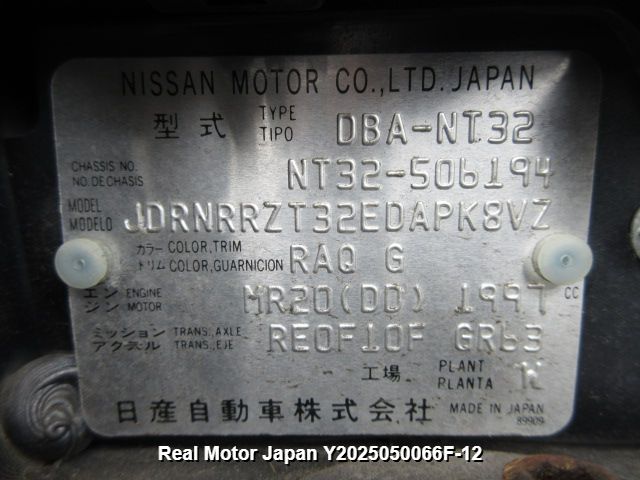 NISSAN MOTOR CO.,LTD. JAPAN
型式 TYPE TIPO DBA-NT32
CHASSIS NO. NO.DE CHASIS NT32-506194
MODEL MODELO JDRNRRZT32EDAPK8VZ
カラー COLOR,TRIM
トリム COLOR,GUARNICION RAQ G
エンジン ENGINE MOTOR MR20(DD) 1997 CC
ミッション TRANS.,AXLE
アクスル TRANS.,EJE RE0F10F GR63
工場 PLANT PLANTA
日産自動車株式会社 MADE IN JAPAN
89909
Real Motor Japan Y2025050066F-12